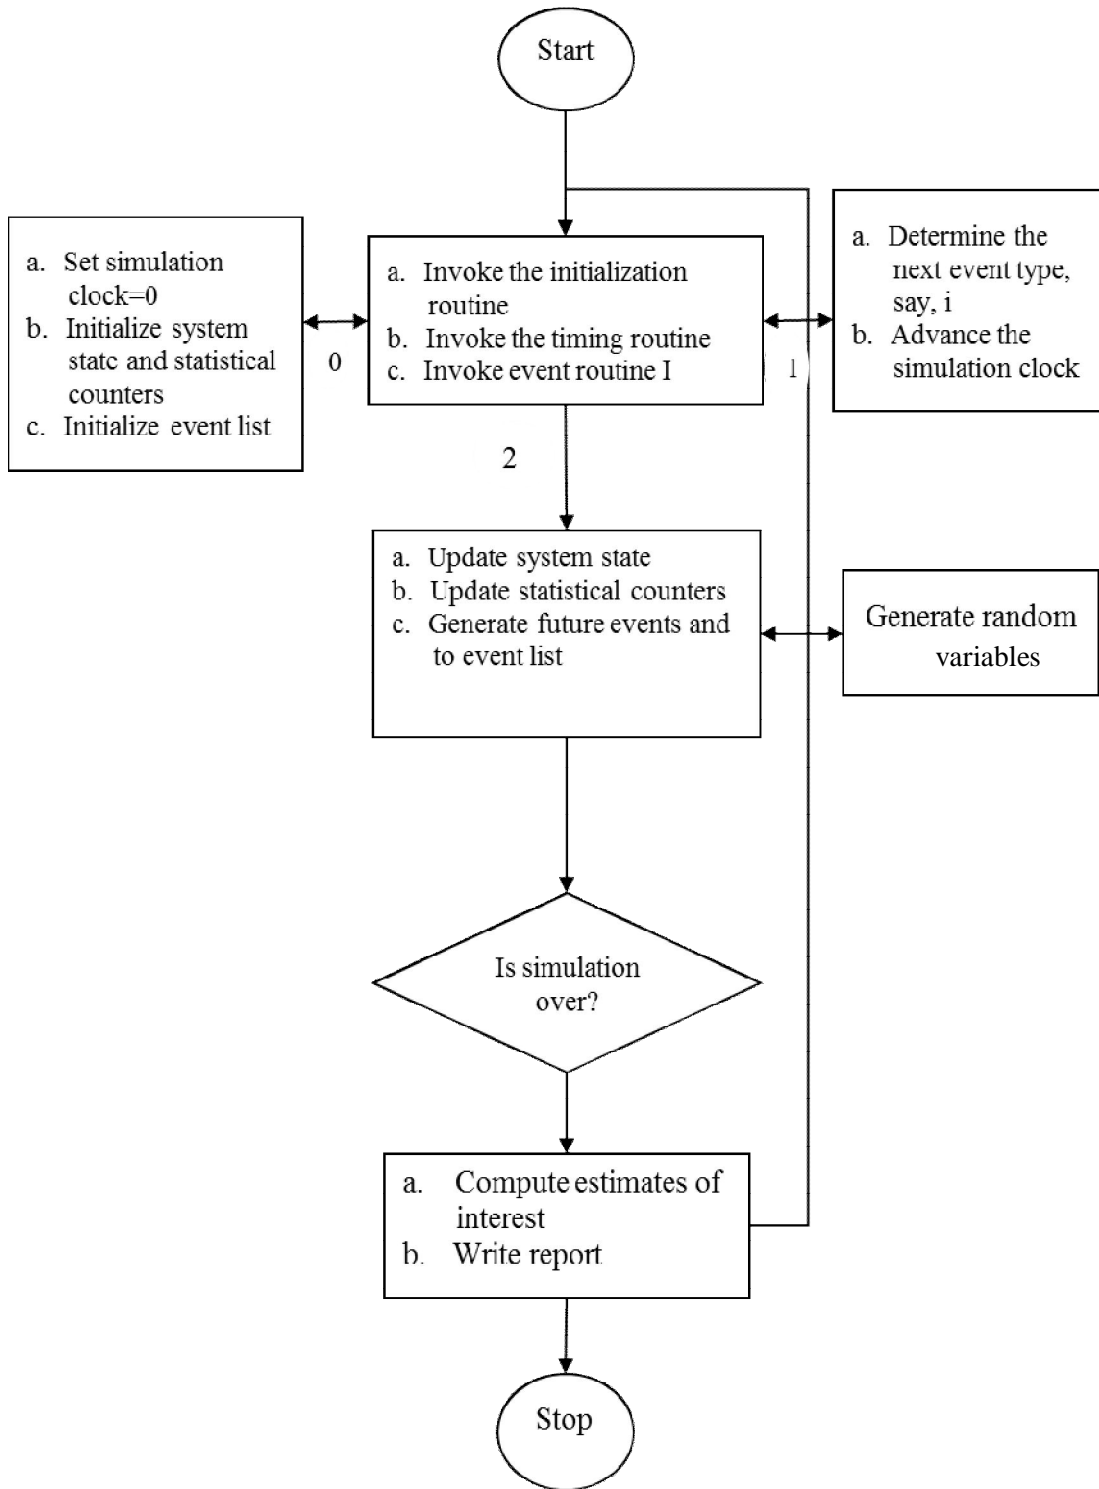 Start
a. Set simulation
clock=0
b. Initialize system
state and statistical
counters
c. Initialize event list
0
a. Invoke the initialization
routine
b. Invoke the timing routine
c. Invoke event routine I
1
a. Determine the
next event type,
say, i
b. Advance the
simulation clock
2
a. Update system state
b. Update statistical counters
c. Generate future events and
to event list
Generate random
variables
Is simulation
over?
a. Compute estimates of
interest
b. Write report
Stop